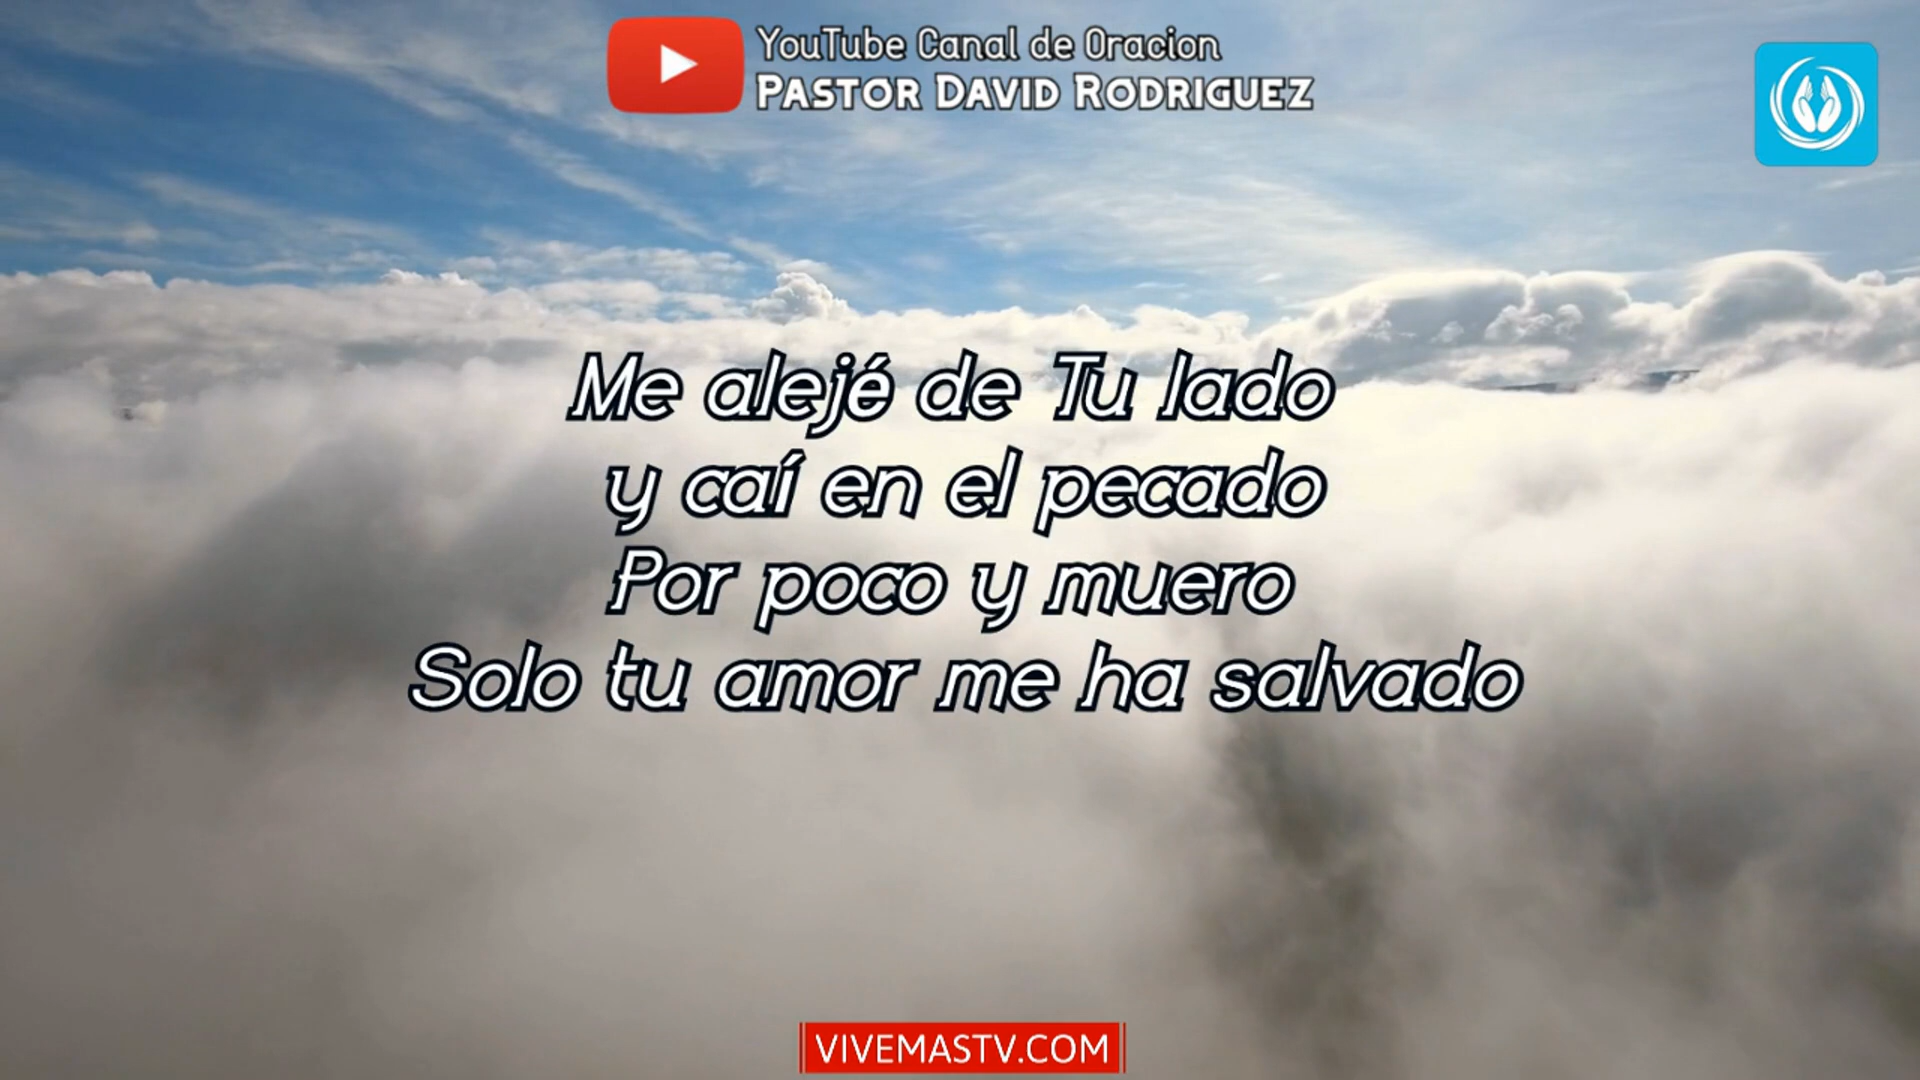 YouTube Canal de Oracion
PASTOR DAVID RODRIGUEZ
Me alejé de Tu lado
y caí en el pecado
Por poco y muero
Solo tu amor me ha salvado
VIVEMASTV.COM